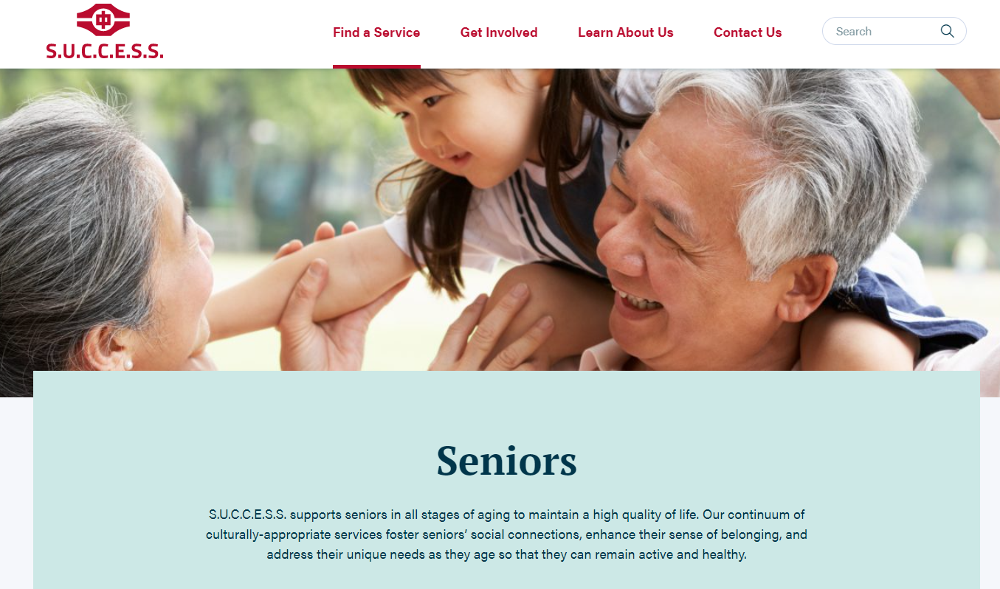 S.U.C.C.E.S.S.
Find a Service
Get Involved
Learn About Us
Contact Us
Search
Seniors
S.U.C.C.E.S.S. supports seniors in all stages of aging to maintain a high quality of life. Our continuum of
culturally-appropriate services foster seniors’ social connections, enhance their sense of belonging, and
address their unique needs as they age so that they can remain active and healthy.